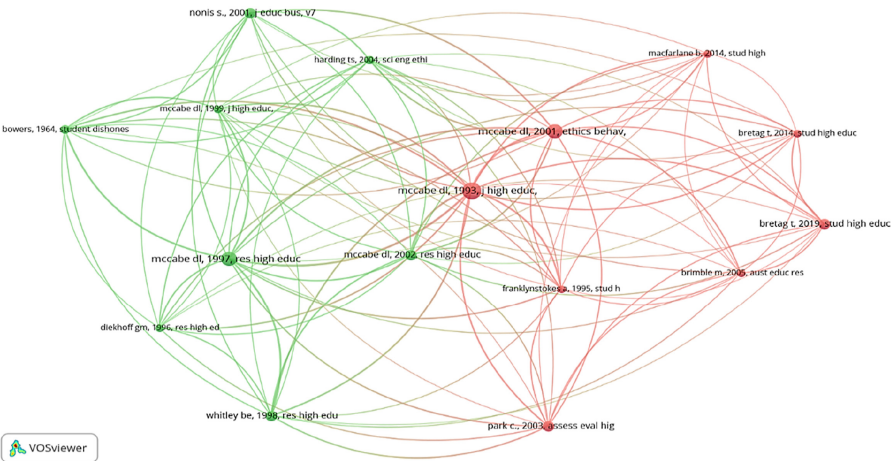 nonis s., 2001, j educ bus, v7
macfarlane b, 2014, stud high
harding ts, 2004, sci eng ethi
mccabe dl, 1999, j high educ,
bowers, 1964, student dishones
mccabe dl, 2001, ethics behav,
bretag t, 2014, stud high educ
mccabe dl, 1993, j high educ,
bretag t, 2019, stud high educ
mccabe dl, 1997, res high educ
mccabe dl, 2002, res high educ
brimble m, 2005, aust educ res
franklynstokes a, 1995, stud h
diekhoff gm, 1996, res high ed
whitley be, 1998, res high edu
park c., 2003, assess eval hig
VOSviewer